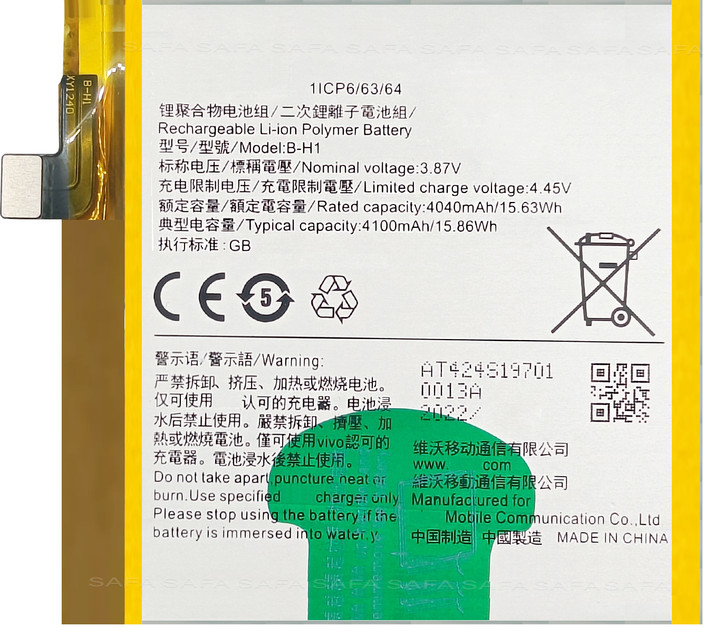 B-H1
XY1240
1ICP6/63/64
锂聚合物电池组/二次鋰離子電池組/
Rechargeable Li-ion Polymer Battery
型号/型號/Model:B-H1
标称电压/標稱電壓/Nominal voltage:3.87V
充电限制电压/充電限制電壓/Limited charge voltage:4.45V
额定容量/額定電容量/Rated capacity:4040mAh/15.63Wh
典型电容量/Typical capacity:4100mAh/15.86Wh
执行标准:GB
CE
5
警示语/警示語/Warning:
严禁拆卸、挤压、加热或燃烧电池。
仅可使用 认可的充电器。电池浸
水后禁止使用。嚴禁拆卸、擠壓、加
熱或燃燒電池。僅可使用vivo認可的
充電器。電池浸水後禁止使用。
Do not take apart,puncture heat or
burn.Use specified charger only
Please stop using the battery if the
battery is immersed into water.y
AT424S19701
0013A
2022/
维沃移动通信有限公司
www. com
維沃移動通信有限公司
Manufactured for
Mobile Communication Co.,Ltd
中国制造 中國製造 MADE IN CHINA
SAFA SAFA SAFA SAFA SAFA SAFA SAFA SAFA